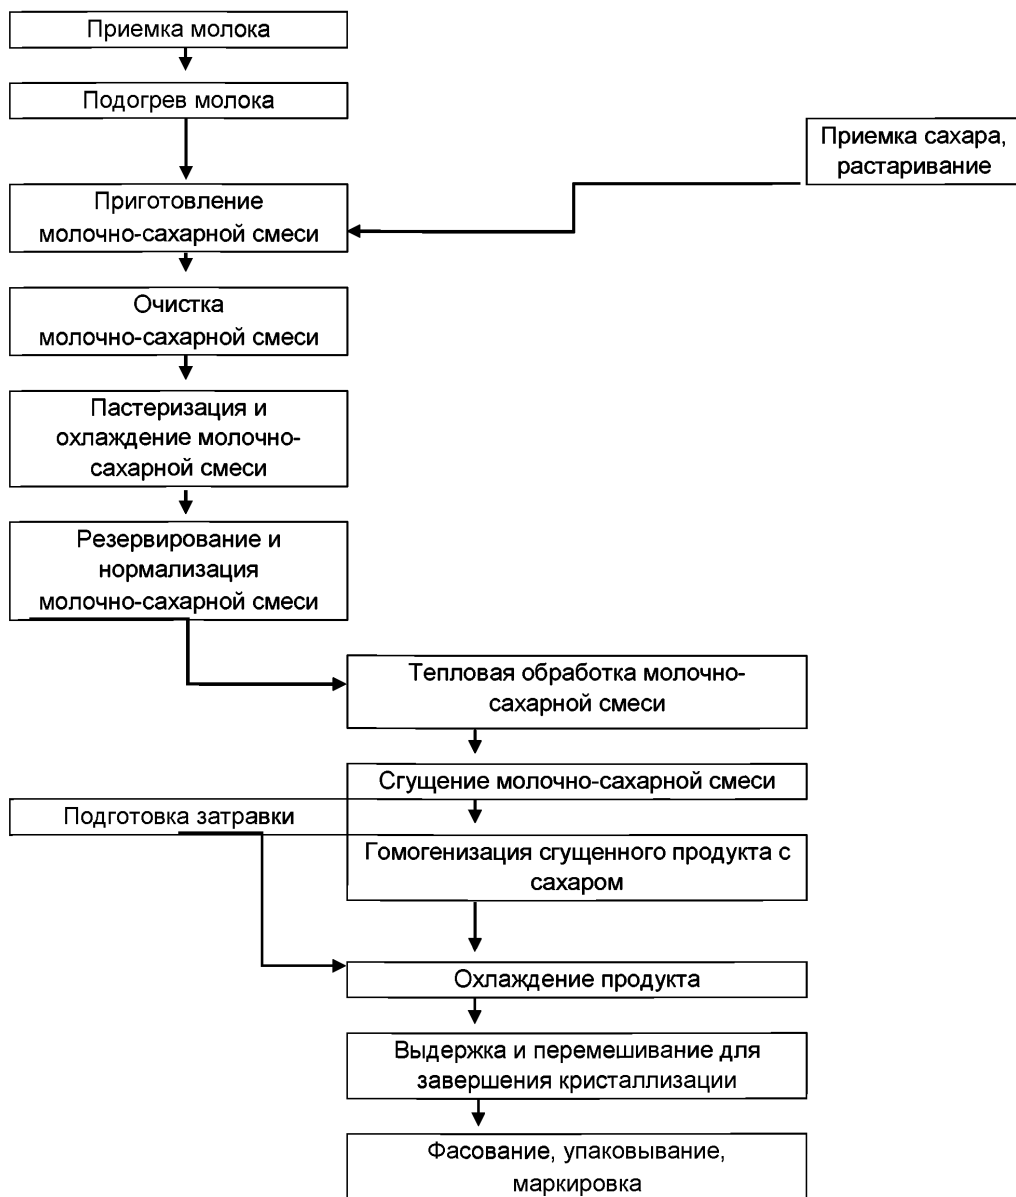 Приемка молока
Подогрев молока
Приемка сахара,
растаривание
Приготовление
молочно-сахарной смеси
Очистка
молочно-сахарной смеси
Пастеризация и
охлаждение молочно-
сахарной смеси
Резервирование и
нормализация
молочно-сахарной смеси
Тепловая обработка молочно-
сахарной смеси
Сгущение молочно-сахарной смеси
Подготовка затравки
Гомогенизация сгущенного продукта с
сахаром
Охлаждение продукта
Выдержка и перемешивание для
завершения кристаллизации
Фасование, упаковывание,
маркировка